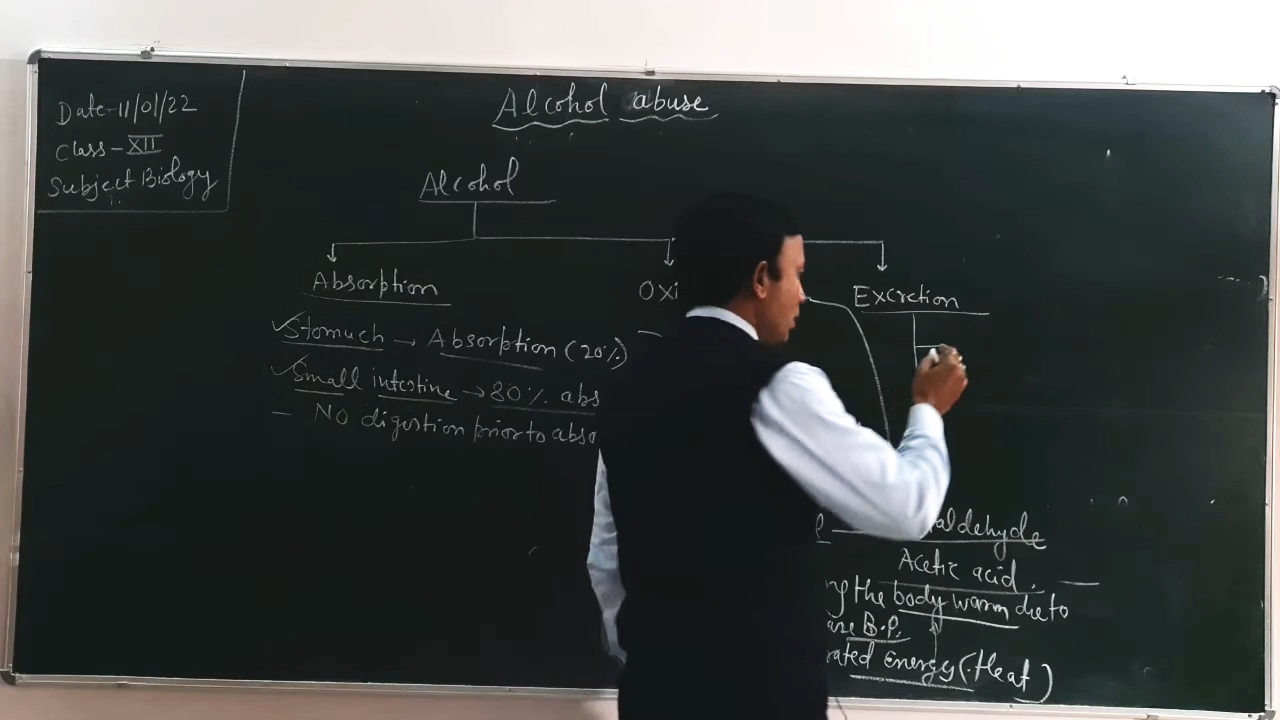 Date-11/01/22
Class-XII
Subject Biology
Alcohol abuse
Alcohol
Absorption
Oxi
Excretion
Stomuch → Absorption (20%)
Small intestine → 80% abs
- No digestion prior to abso
aldehyde
Acetic acid.
the body warm due to
B.P.
rated energy (Heat)